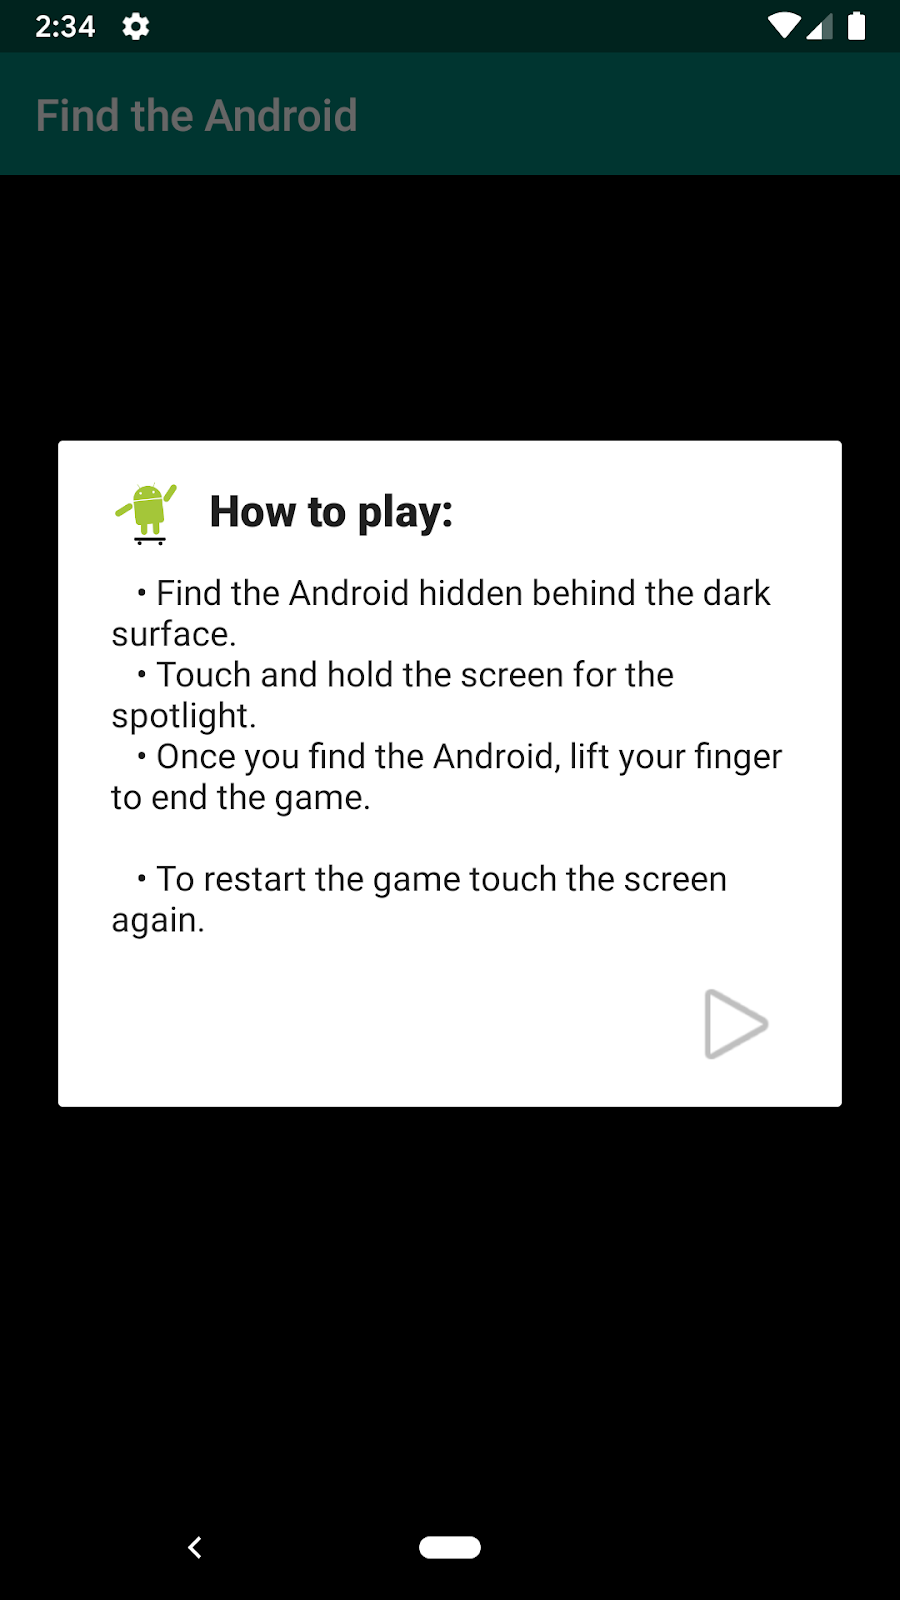 2:34
Find the Android
How to play:
• Find the Android hidden behind the dark
surface.
• Touch and hold the screen for the
spotlight.
• Once you find the Android, lift your finger
to end the game.
• To restart the game touch the screen
again.